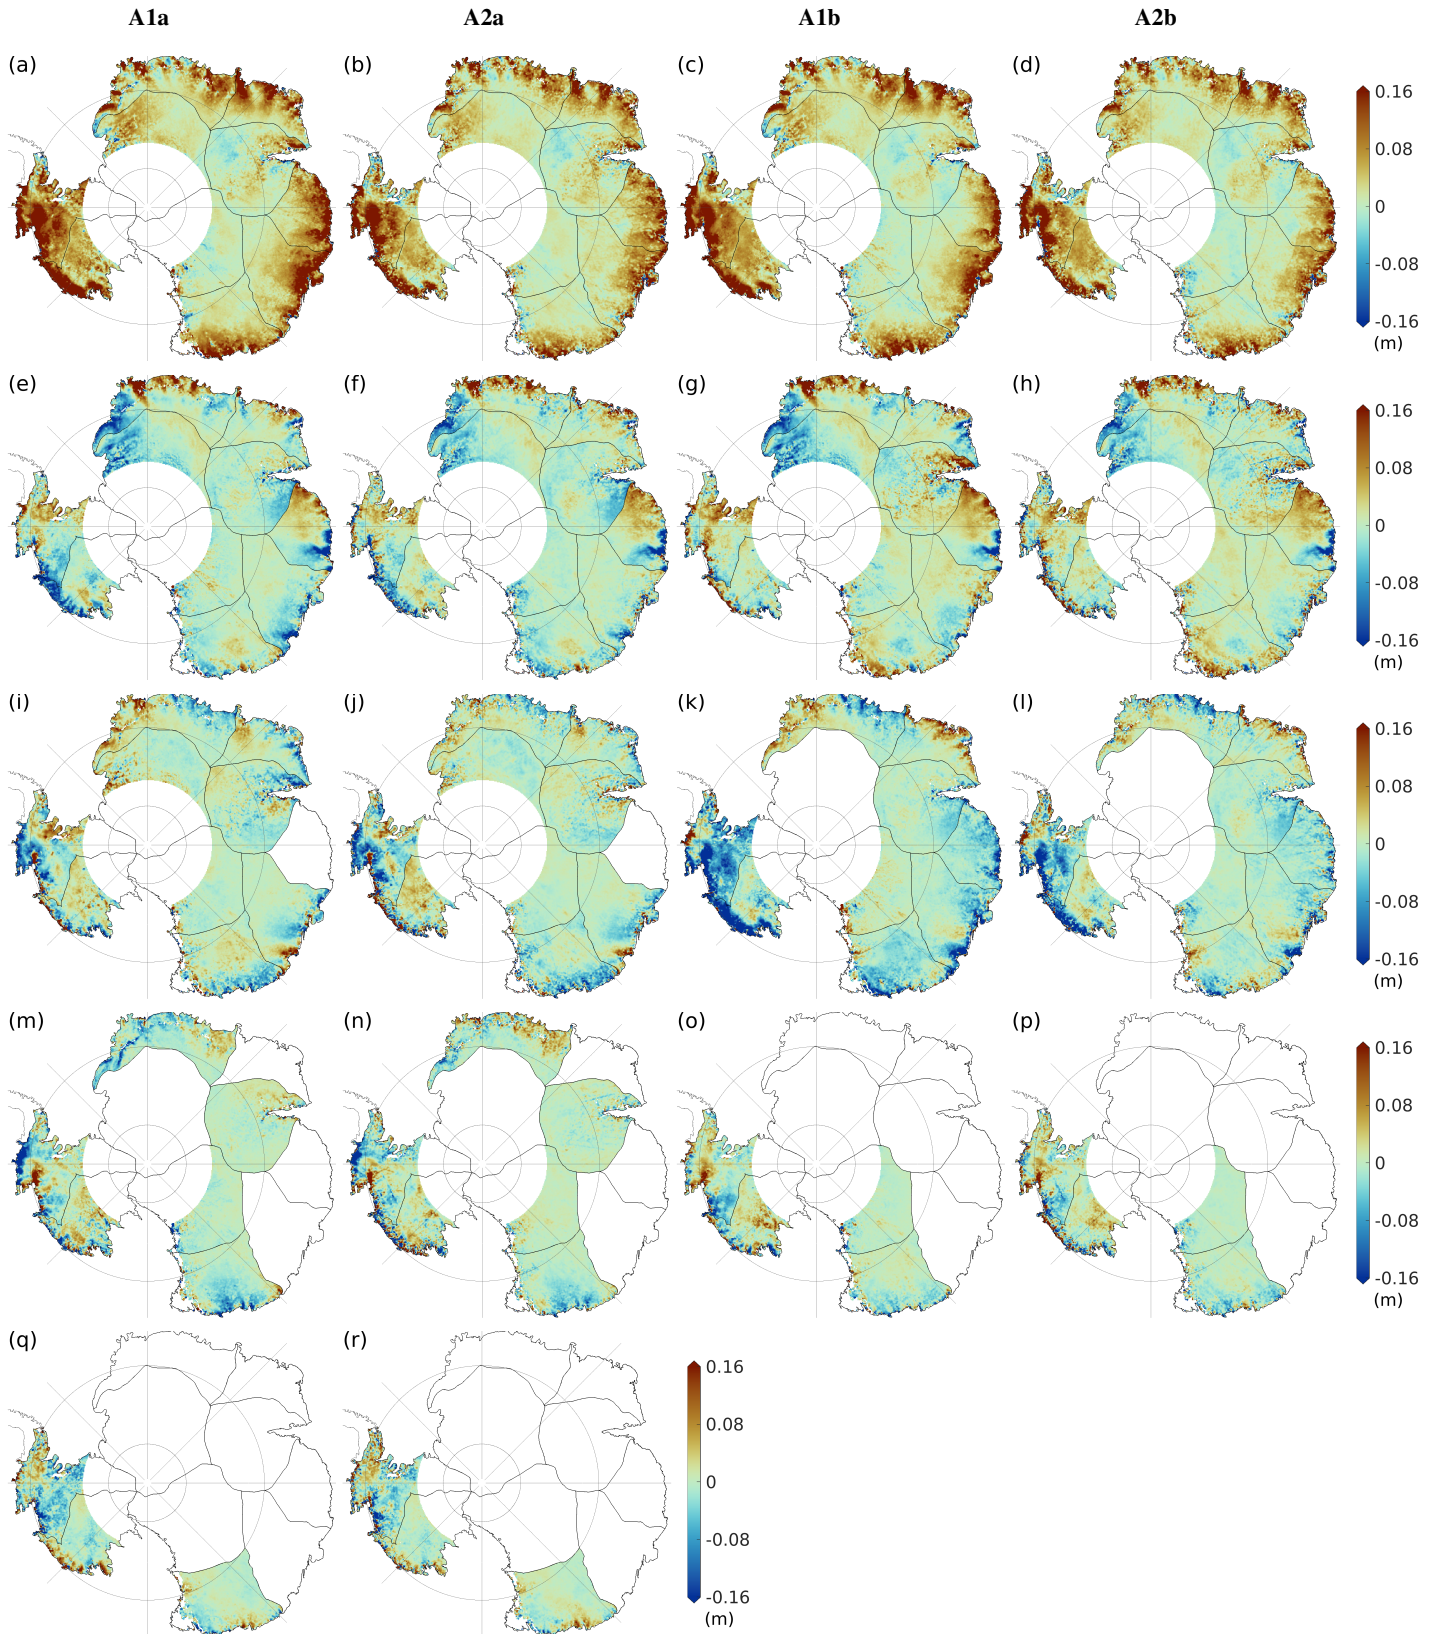 A1a A2a A1b A2b
(a) (b) (c) (d)
0.16
0.08
0
-0.08
-0.16
(m)
(e) (f) (g) (h)
0.16
0.08
0
-0.08
-0.16
(m)
(i) (j) (k) (l)
0.16
0.08
0
-0.08
-0.16
(m)
(m) (n) (o) (p)
0.16
0.08
0
-0.08
-0.16
(m)
(q) (r)
0.16
0.08
0
-0.08
-0.16
(m)